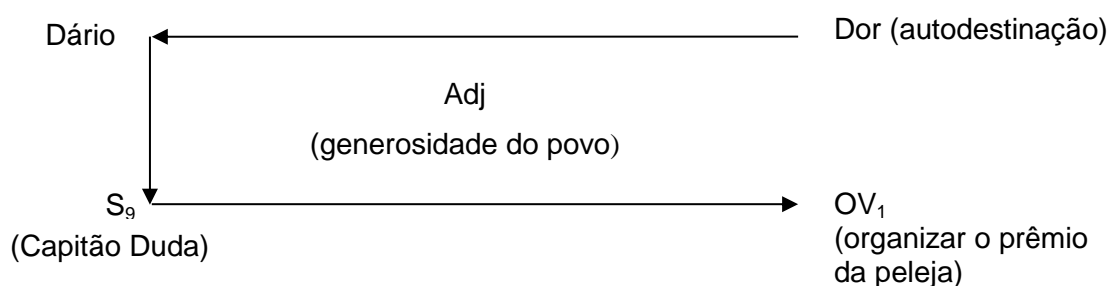 Dário
Dor (autodestinação)
Adj
(generosidade do povo)
S₉
(Capitão Duda)
OV₁
(organizar o prêmio
da peleja)